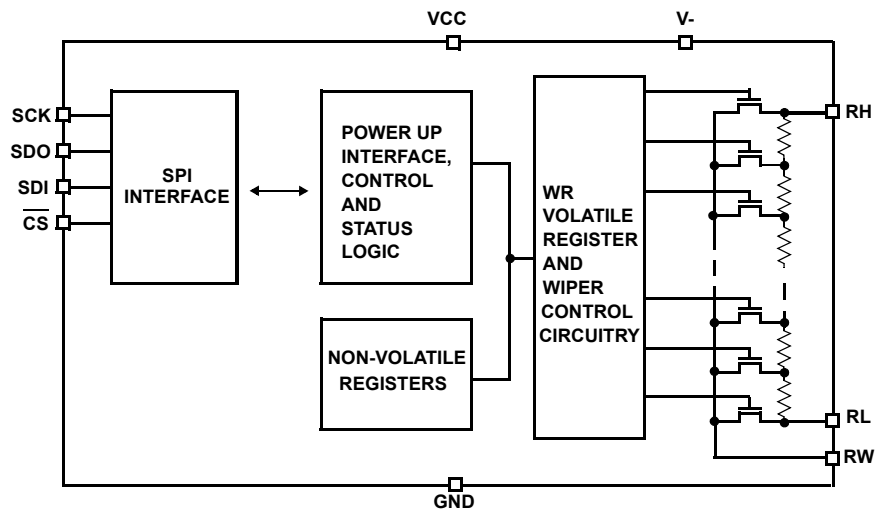 VCC
V-
SCK
SDO
SDI
CS
SPI
INTERFACE
POWER UP
INTERFACE,
CONTROL
AND
STATUS
LOGIC
NON-VOLATILE
REGISTERS
WR
VOLATILE
REGISTER
AND
WIPER
CONTROL
CIRCUITRY
RH
RL
RW
GND